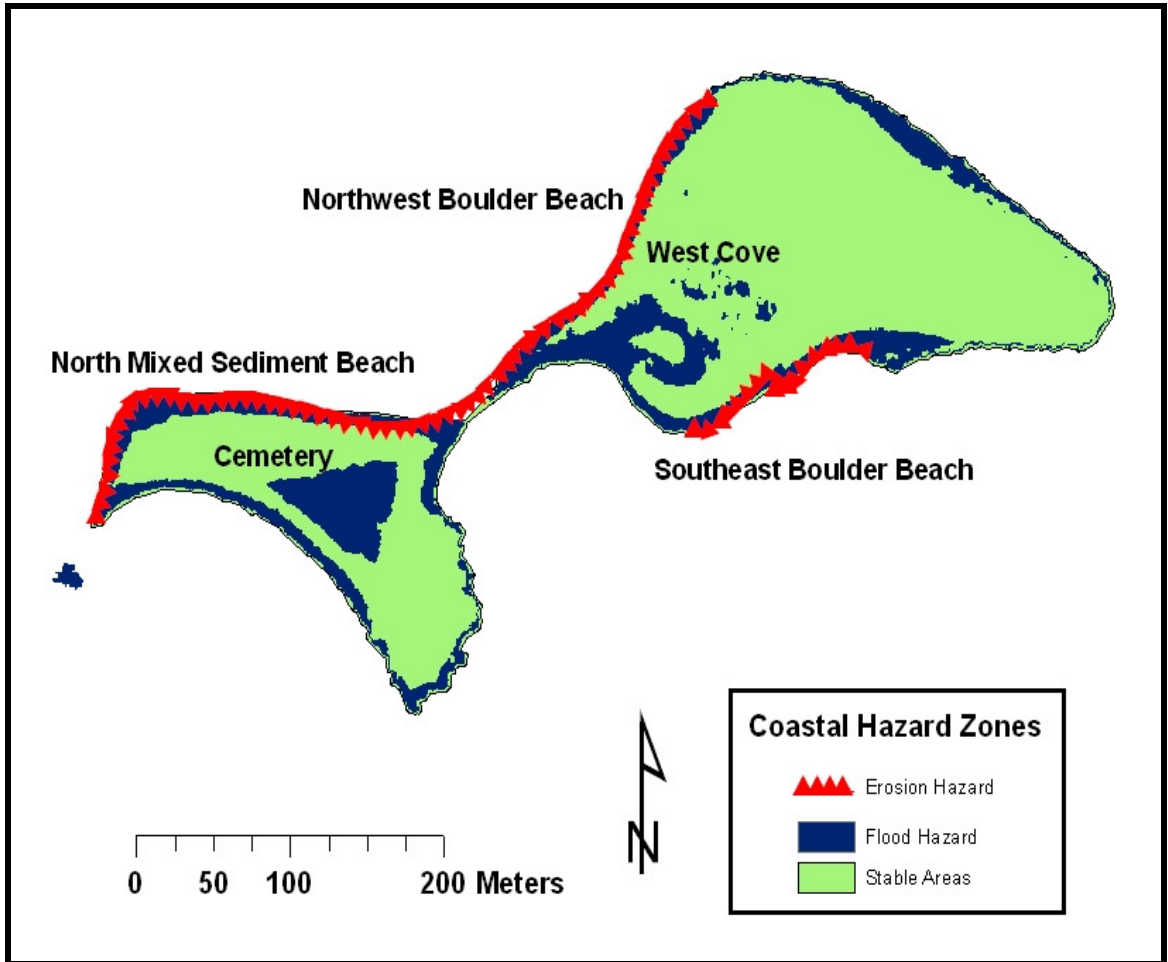 Northwest Boulder Beach
West Cove
North Mixed Sediment Beach
Cemetery
Southeast Boulder Beach
Coastal Hazard Zones
Erosion Hazard
Flood Hazard
Stable Areas
N
0 50 100 200 Meters